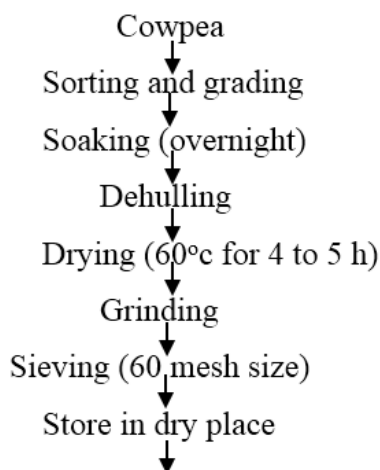 Cowpea
Sorting and grading
Soaking (overnight)
Dehulling
Drying (60°c for 4 to 5 h)
Grinding
Sieving (60 mesh size)
Store in dry place